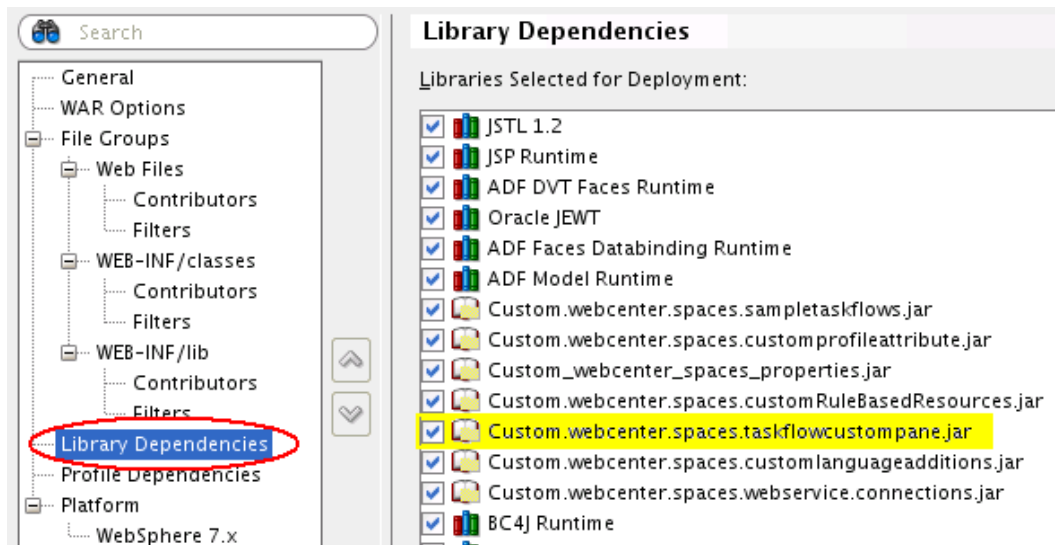 Search
General
WAR Options
File Groups
Web Files
Contributors
Filters
WEB-INF/classes
Contributors
Filters
WEB-INF/lib
Contributors
Filters
Library Dependencies
Profile Dependencies
Platform
WebSphere 7.x
Library Dependencies
Libraries Selected for Deployment:
JSTL 1.2
JSP Runtime
ADF DVT Faces Runtime
Oracle JEWT
ADF Faces Databinding Runtime
ADF Model Runtime
Custom.webcenter.spaces.sampletaskflows.jar
Custom.webcenter.spaces.customprofileattribute.jar
Custom_webcenter_spaces_properties.jar
Custom.webcenter.spaces.customRuleBasedResources.jar
Custom.webcenter.spaces.taskflowcustompane.jar
Custom.webcenter.spaces.customlanguageadditions.jar
Custom.webcenter.spaces.webservice.connections.jar
BC4J Runtime